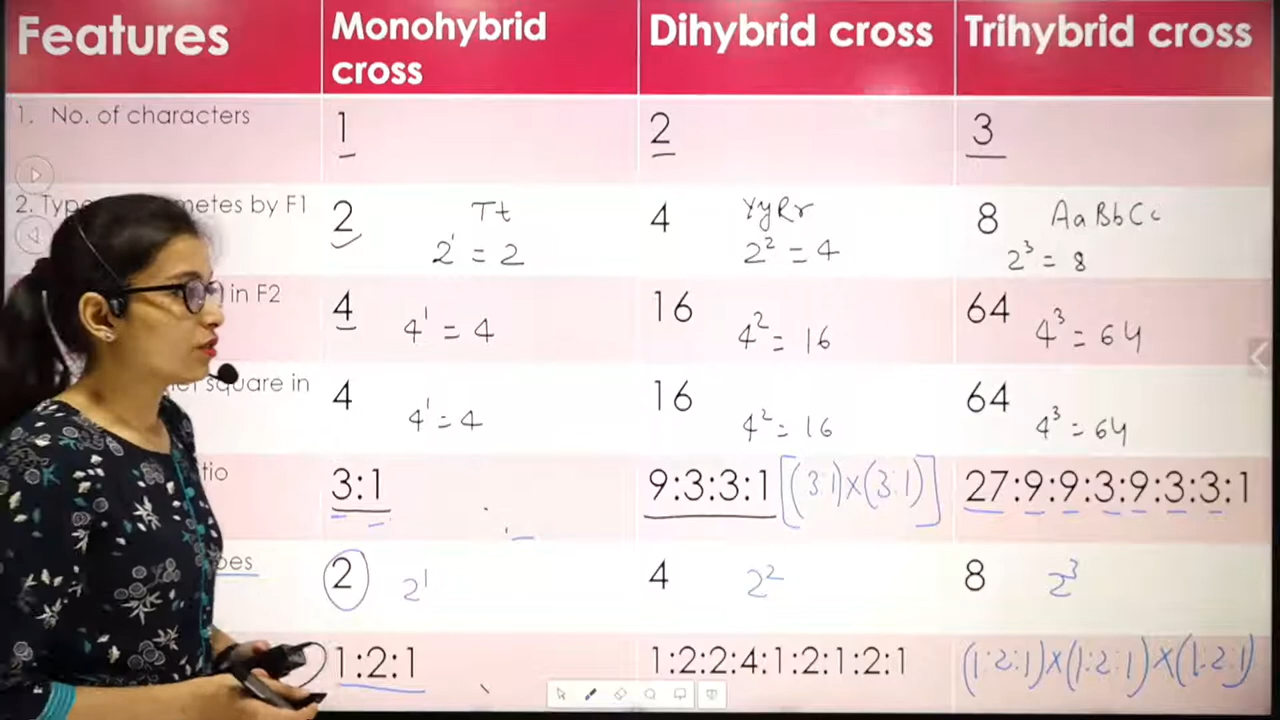 Features Monohybrid cross Dihybrid cross Trihybrid cross
1. No. of characters 1 2 3
2. metes by F1 2 Tt 4 YyRr 8 AaBbCc
2¹ = 2 2² = 4 2³ = 8
in F2 4 4¹ = 4 16 4² = 16 64 4³ = 64
square in 4 4¹ = 4 16 4² = 16 64 4³ = 64
3:1 9:3:3:1 [(3:1)×(3:1)] 27:9:9:3:9:3:3:1
2 2¹ 4 2² 8 2³
1:2:1 1:2:2:4:1:2:1:2:1 (1:2:1)×(1:2:1)×(1:2:1)